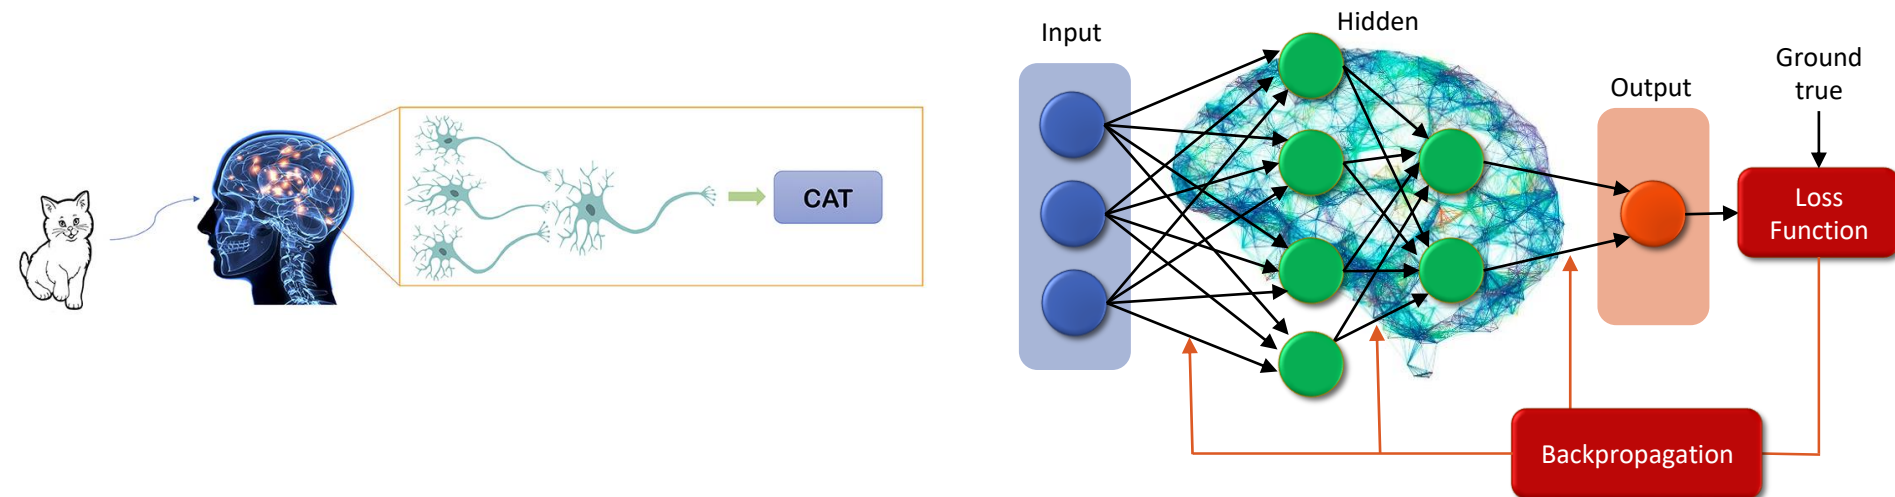 CAT
Input
Hidden
Output
Ground
true
Loss
Function
Backpropagation